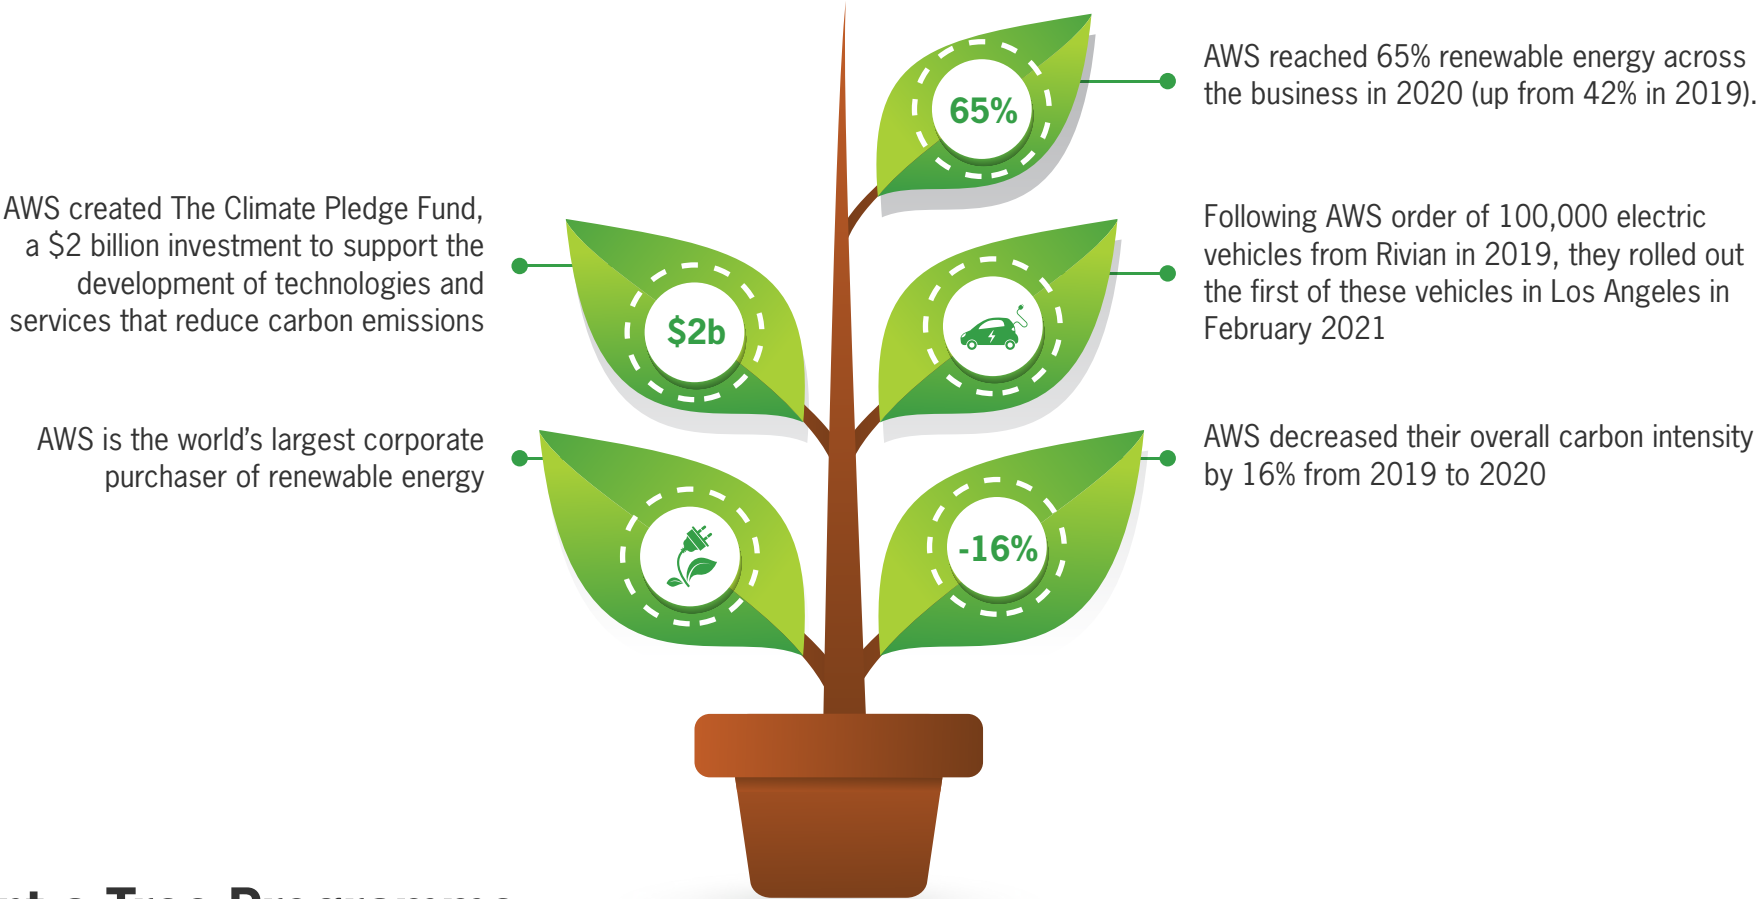 65%
AWS reached 65% renewable energy across
the business in 2020 (up from 42% in 2019).
AWS created The Climate Pledge Fund,
a $2 billion investment to support the
development of technologies and
services that reduce carbon emissions
$2b
Following AWS order of 100,000 electric
vehicles from Rivian in 2019, they rolled out
the first of these vehicles in Los Angeles in
February 2021
AWS is the world’s largest corporate
purchaser of renewable energy
-16%
AWS decreased their overall carbon intensity
by 16% from 2019 to 2020
a Tree Programme